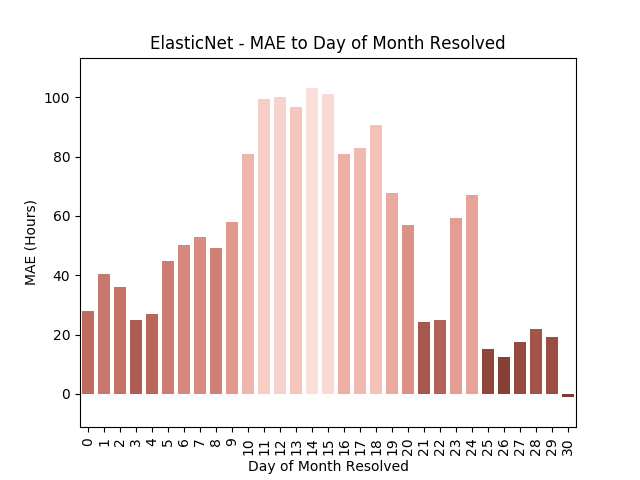 ElasticNet - MAE to Day of Month Resolved
MAE (Hours)
100
80
60
40
20
0
0 1 2 3 4 5 6 7 8 9 10 11 12 13 14 15 16 17 18 19 20 21 22 23 24 25 26 27 28 29 30
Day of Month Resolved